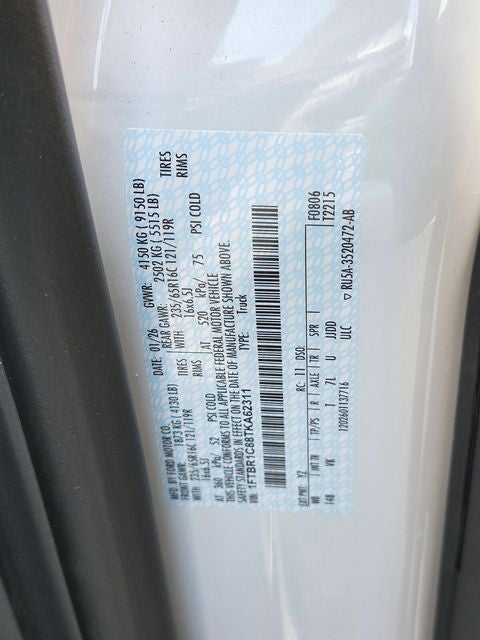 MFD. BY FORD MOTOR CO. DATE: 01/26 GVWR: 4150 KG ( 9150 LB)
FRONT GAWR: 1873 KG ( 4130 LB) REAR GAWR: 2502 KG ( 5515 LB)
WITH 235/65R16C 121/119R TIRES WITH 235/65R16C 121/119R TIRES
16x6.5J RIMS 16x6.5J RIMS
AT 360 kPa/ 52 PSI COLD AT 520 kPa/ 75 PSI COLD
THIS VEHICLE CONFORMS TO ALL APPLICABLE FEDERAL MOTOR VEHICLE
SAFETY STANDARDS IN EFFECT ON THE DATE OF MANUFACTURE SHOWN ABOVE.
VIN: 1FTBR1C88TKA62311 TYPE: Truck
F0806
T2215
EXT PNT: YZ RC: 11 DSO:
WB INT TR TP/PS R AXLE TR SPR
148 VK T 7L U JJDD
1202601137716 ULC ▽ RU5A-3520472-AB